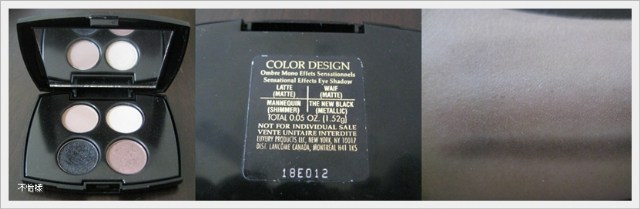 COLOR DESIGN
Ombre Mono Effets Sensationnels
Sensational Effects Eye Shadow
LATTE WAIF
(MATTE) (MATTE)
MANNEQUIN THE NEW BLACK
(SHIMMER) (METALLIC)
TOTAL 0.05 OZ. (1.52g)
NOT FOR INDIVIDUAL SALE
VENTE UNITAIRE INTERDITE
LUXURY PRODUCTS LLC, NEW YORK, NY 10017
DIST. LANCÔME CANADA, MONTREAL H4T 1K5
18E012
不怡樣